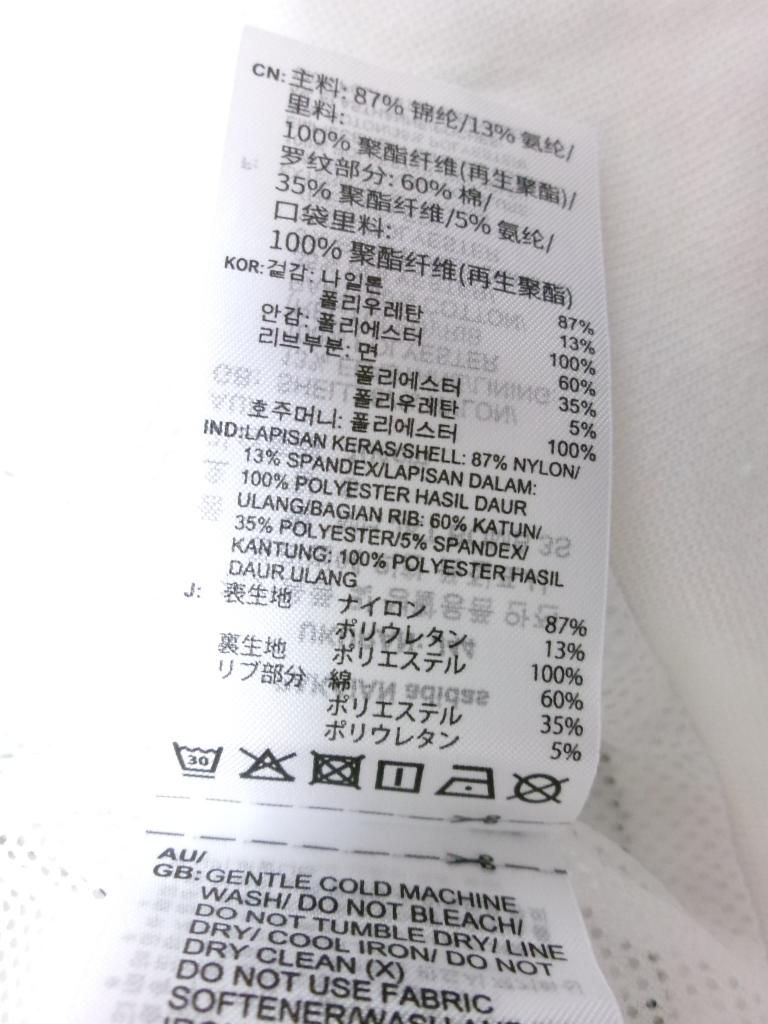 CN: 主料: 87% 锦纶/13% 氨纶/
里料:
100% 聚酯纤维(再生聚酯)/
罗纹部分: 60% 棉/
35% 聚酯纤维/5% 氨纶/
口袋里料:
100% 聚酯纤维(再生聚酯)
KOR: 겉감: 나일론 87%
폴리우레탄 13%
안감: 폴리에스터 100%
리브부분: 면 60%
폴리에스터 35%
폴리우레탄 5%
호주머니: 폴리에스터 100%
IND:LAPISAN KERAS/SHELL: 87% NYLON/
13% SPANDEX/LAPISAN DALAM:
100% POLYESTER HASIL DAUR
ULANG/BAGIAN RIB: 60% KATUN/
35% POLYESTER/5% SPANDEX/
KANTUNG: 100% POLYESTER HASIL
DAUR ULANG
J: 表生地 ナイロン 87%
ポリウレタン 13%
裏生地 ポリエステル 100%
リブ部分 綿 60%
ポリエステル 35%
ポリウレタン 5%
30
AU/
GB: GENTLE COLD MACHINE
WASH/ DO NOT BLEACH/
DO NOT TUMBLE DRY/ LINE
DRY/ COOL IRON/ DO NOT
DRY CLEAN (X)
DO NOT USE FABRIC